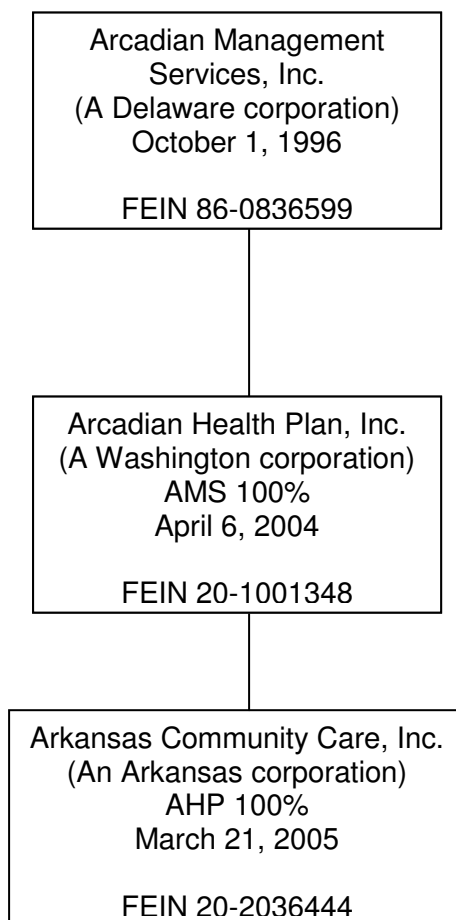 Arcadian Management
Services, Inc.
(A Delaware corporation)
October 1, 1996
FEIN 86-0836599
Arcadian Health Plan, Inc.
(A Washington corporation)
AMS 100%
April 6, 2004
FEIN 20-1001348
Arkansas Community Care, Inc.
(An Arkansas corporation)
AHP 100%
March 21, 2005
FEIN 20-2036444